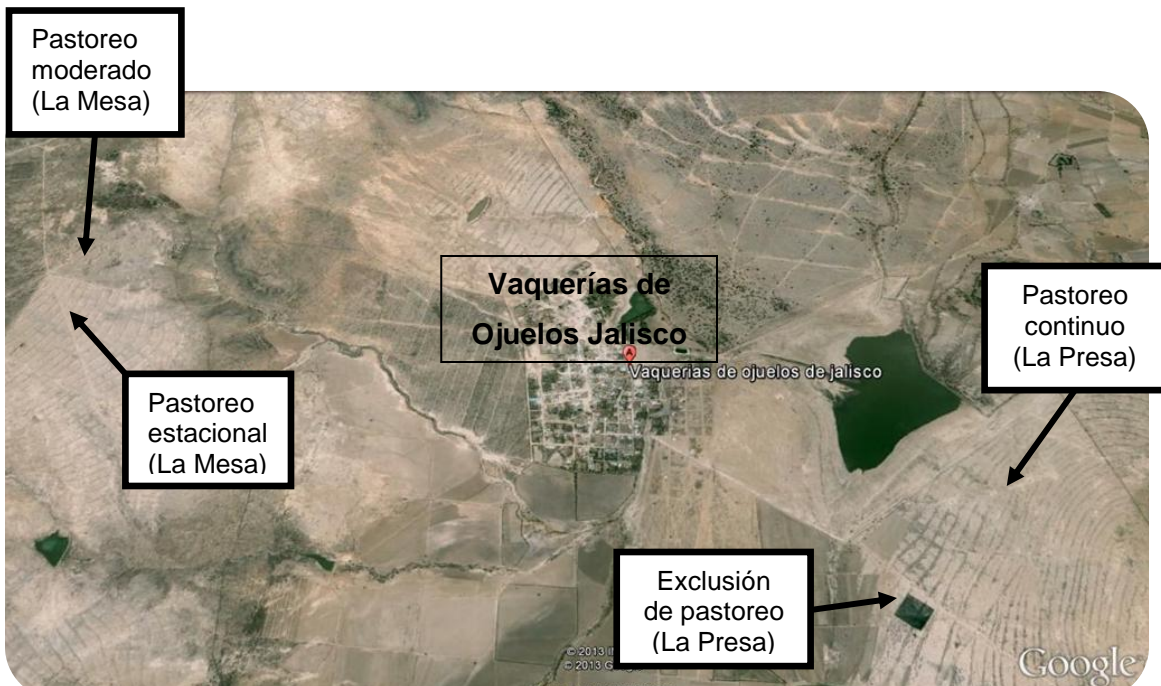 Pastoreo
moderado
(La Mesa)
Vaquerías de
Ojuelos Jalisco
Vaquerias de ojuelos de jalisco
Pastoreo
continuo
(La Presa)
Pastoreo
estacional
(La Mesa)
Exclusión
de pastoreo
(La Presa)
© 2013
© 2013
Google